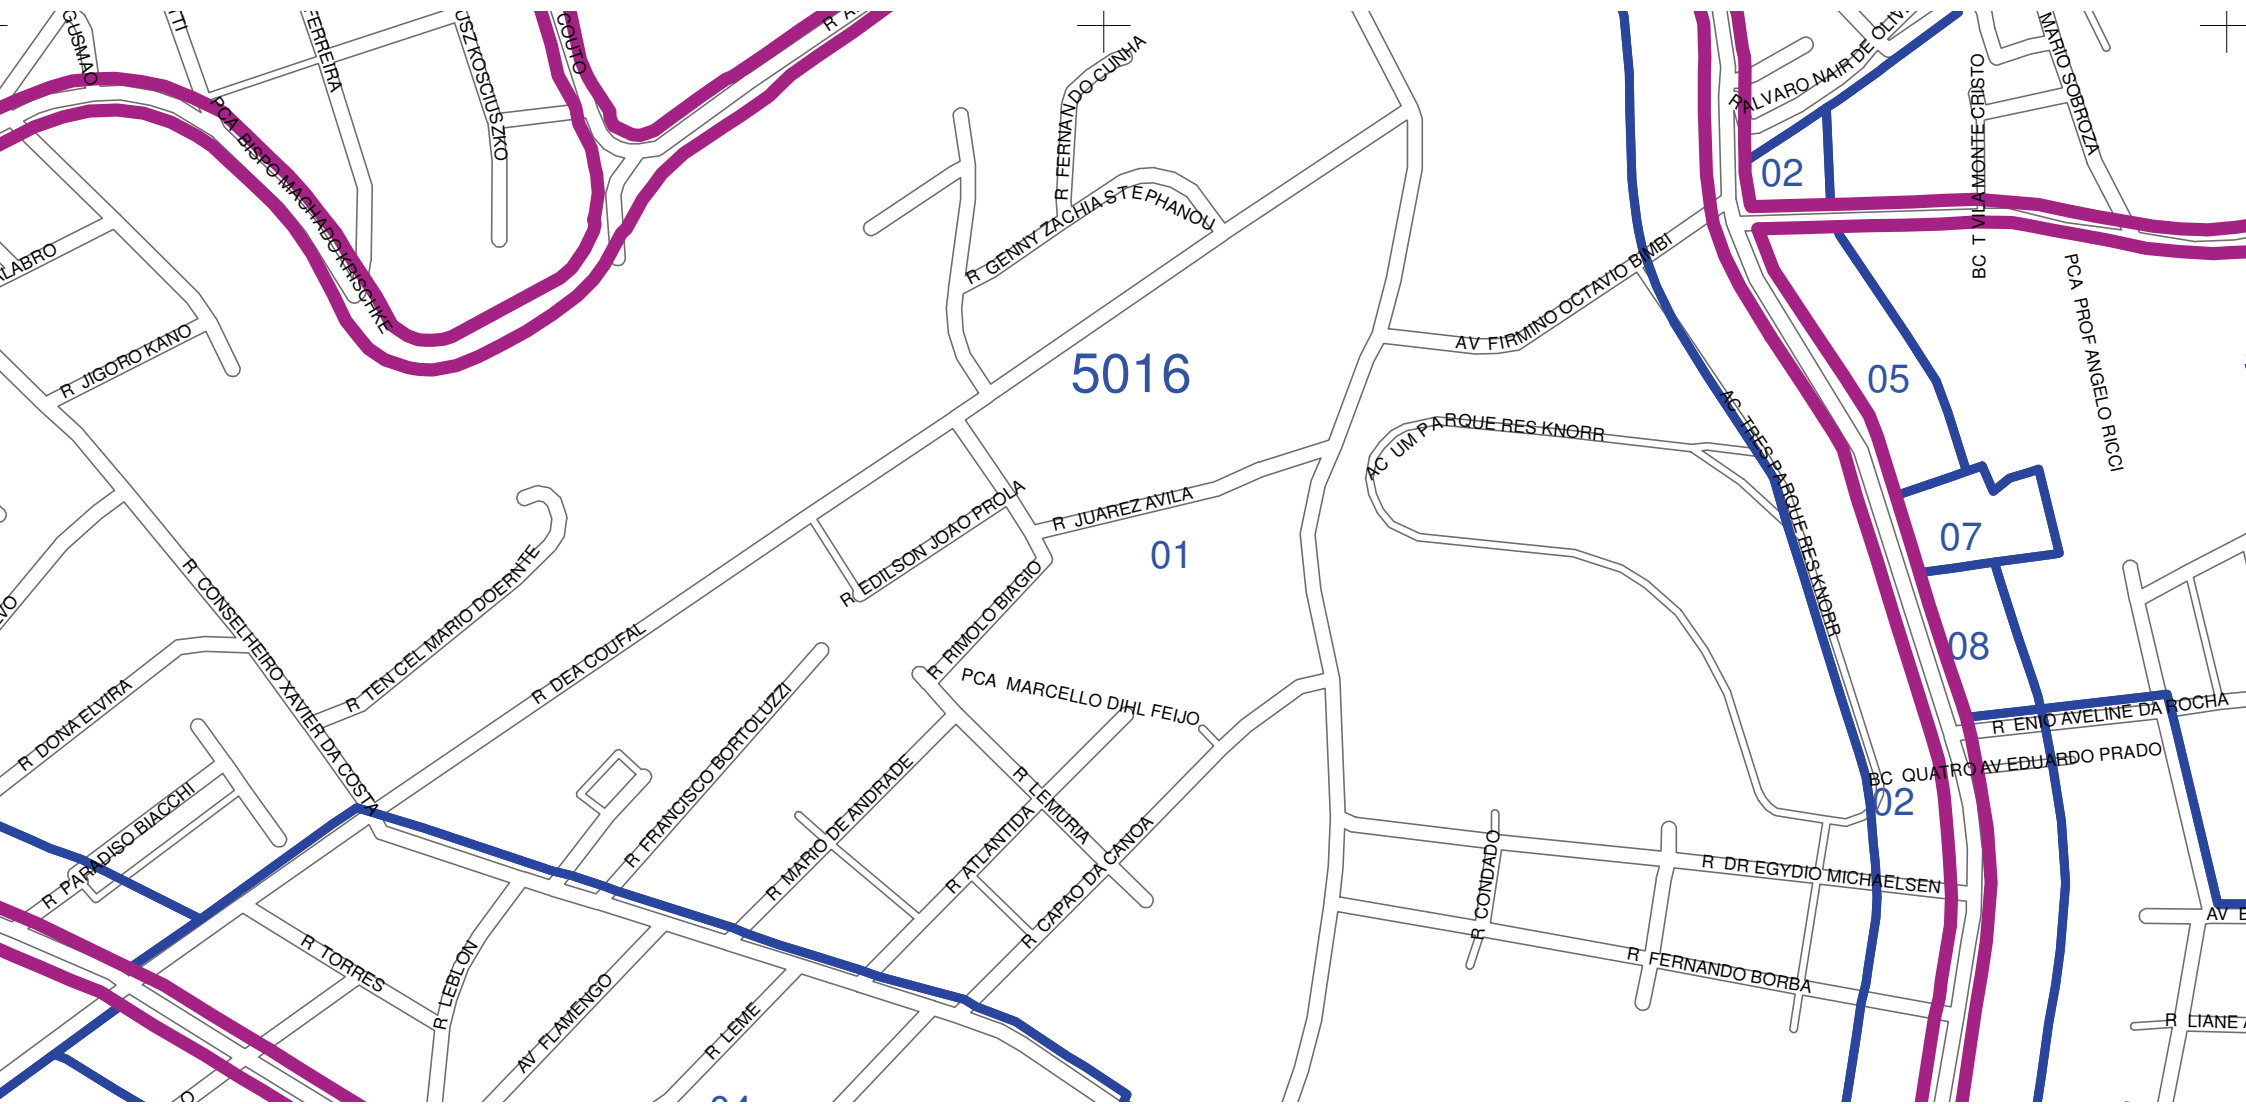 GUSMAO
FERREIRA
USZ KOSCIUSZKO
COUTO
PCA BISPO MACHADO KRISCHKE
R FERNANDO CUNHA
R GENNY ZACHIA STEPHANOU
R ALVARO NAIR DE OLIV
02
BC T VILA MONTE CRISTO
MARIO SOBROZA
PCA PROF ANGELO RICCI
ALABRO
R JIGORO KANO
5016
AV FIRMINO OCTAVIO BIMBI
05
AC UM PARQUE RES KNORR
AC TRES PARQUE RES KNORR
R EDILSON JOAO PROLA
R JUAREZ AVILA
01
07
R CONSELHEIRO XAVIER DA COSTA
R TEN CEL MARIO DOERNTE
R DEA COUFAL
R RIMOLO BIAGIO
08
R DONA ELVIRA
PCA MARCELLO DIHL FEIJO
R ENIO AVELINE DA ROCHA
BC QUATRO AV EDUARDO PRADO
02
R PARADISO BIACCHI
R FRANCISCO BORTOLUZZI
R MARIO DE ANDRADE
R LEMURIA
R ATLANTIDA
R CAPAO DA CANOA
R CONDADO
R DR EGYDIO MICHAELSEN
R FERNANDO BORBA
R TORRES
R LEBLON
AV FLAMENGO
R LEME
AV E
R LIANE A